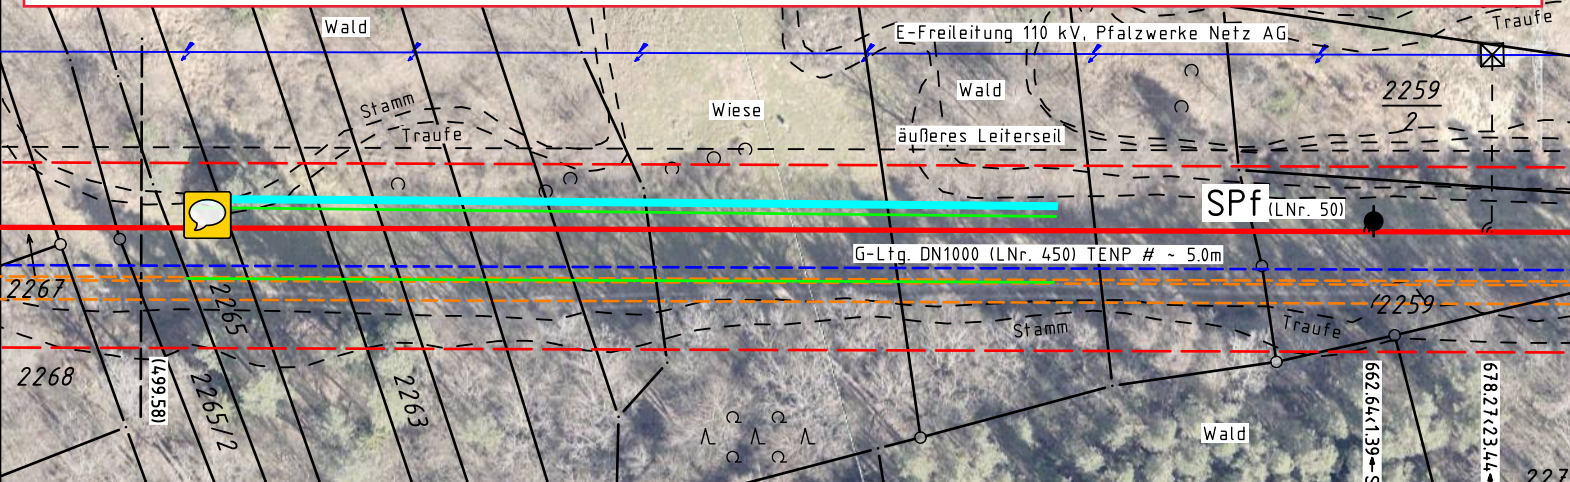 Wald
E-Freileitung 110 kV, Pfalzwerke Netz AG
Traufe
Stamm
Traufe
Wiese
Wald
2259
2
äußeres Leiterseil
SPf (LNr. 50)
G-Ltg. DN1000 (LNr. 450) TENP # ~ 5.0m
2267
2265
2259
Stamm
Traufe
2268
(499.58)
2265/2
2263
Wald
662.64<1.39
678.27<23.44